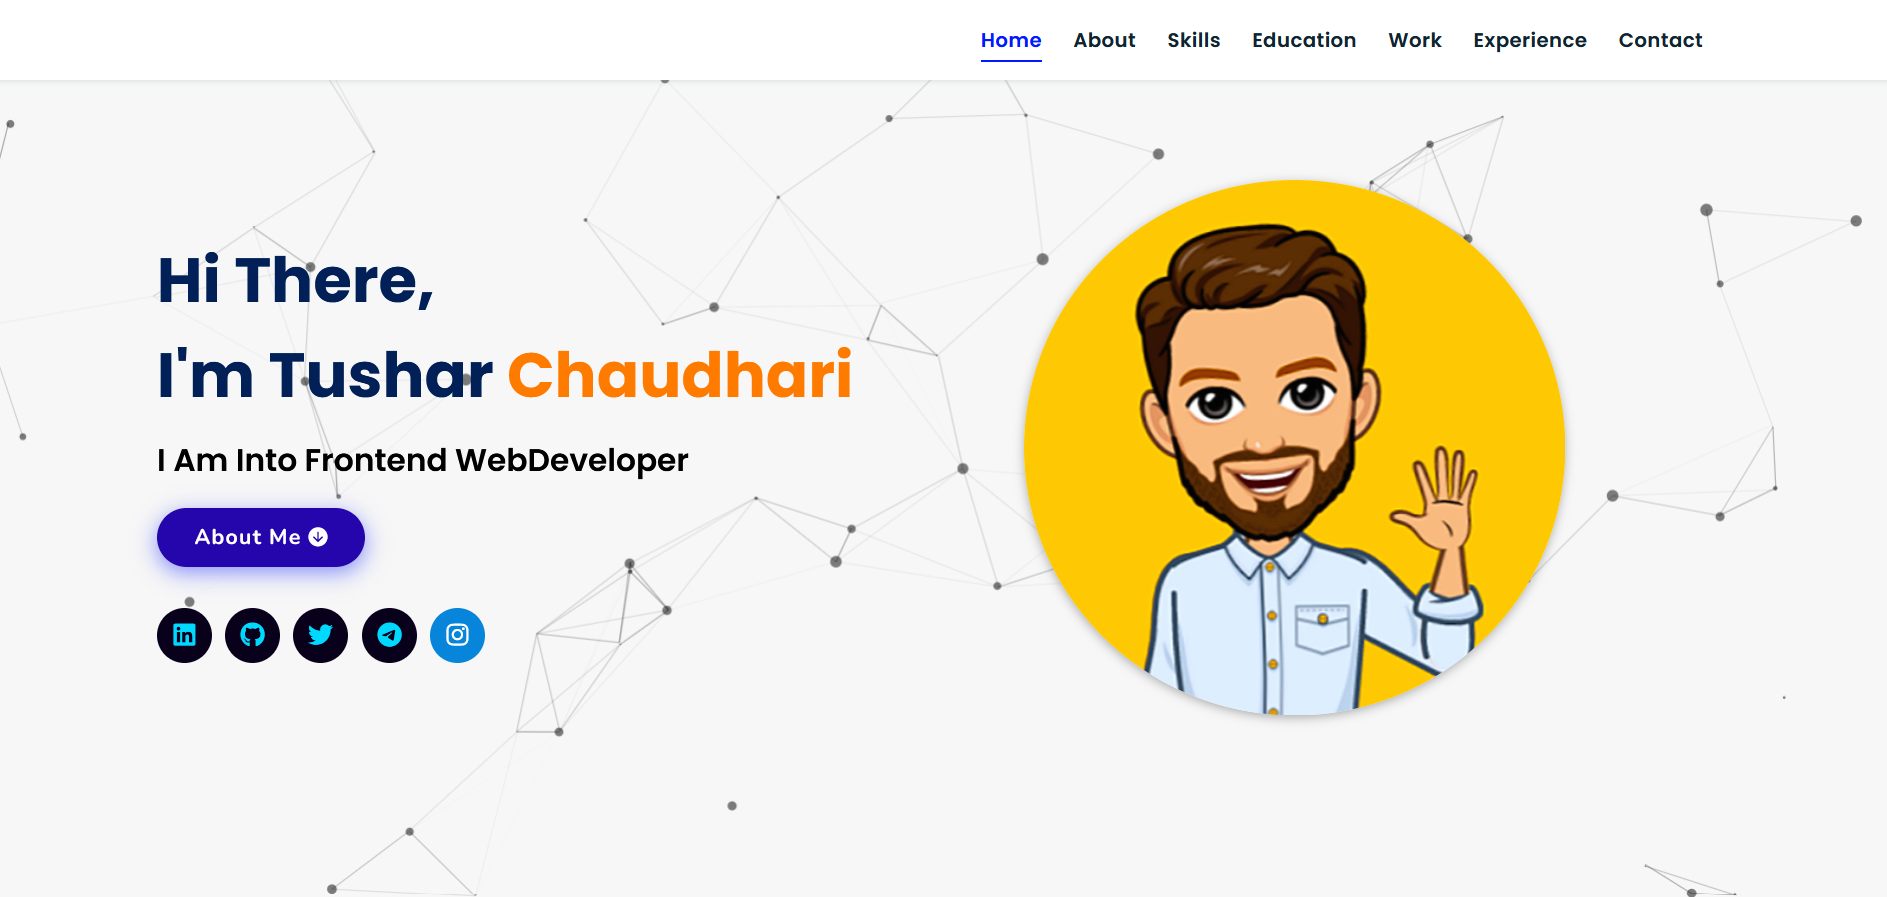 Home About Skills Education Work Experience Contact
Hi There,
I'm Tushar Chaudhari
I Am Into Frontend WebDeveloper
About Me